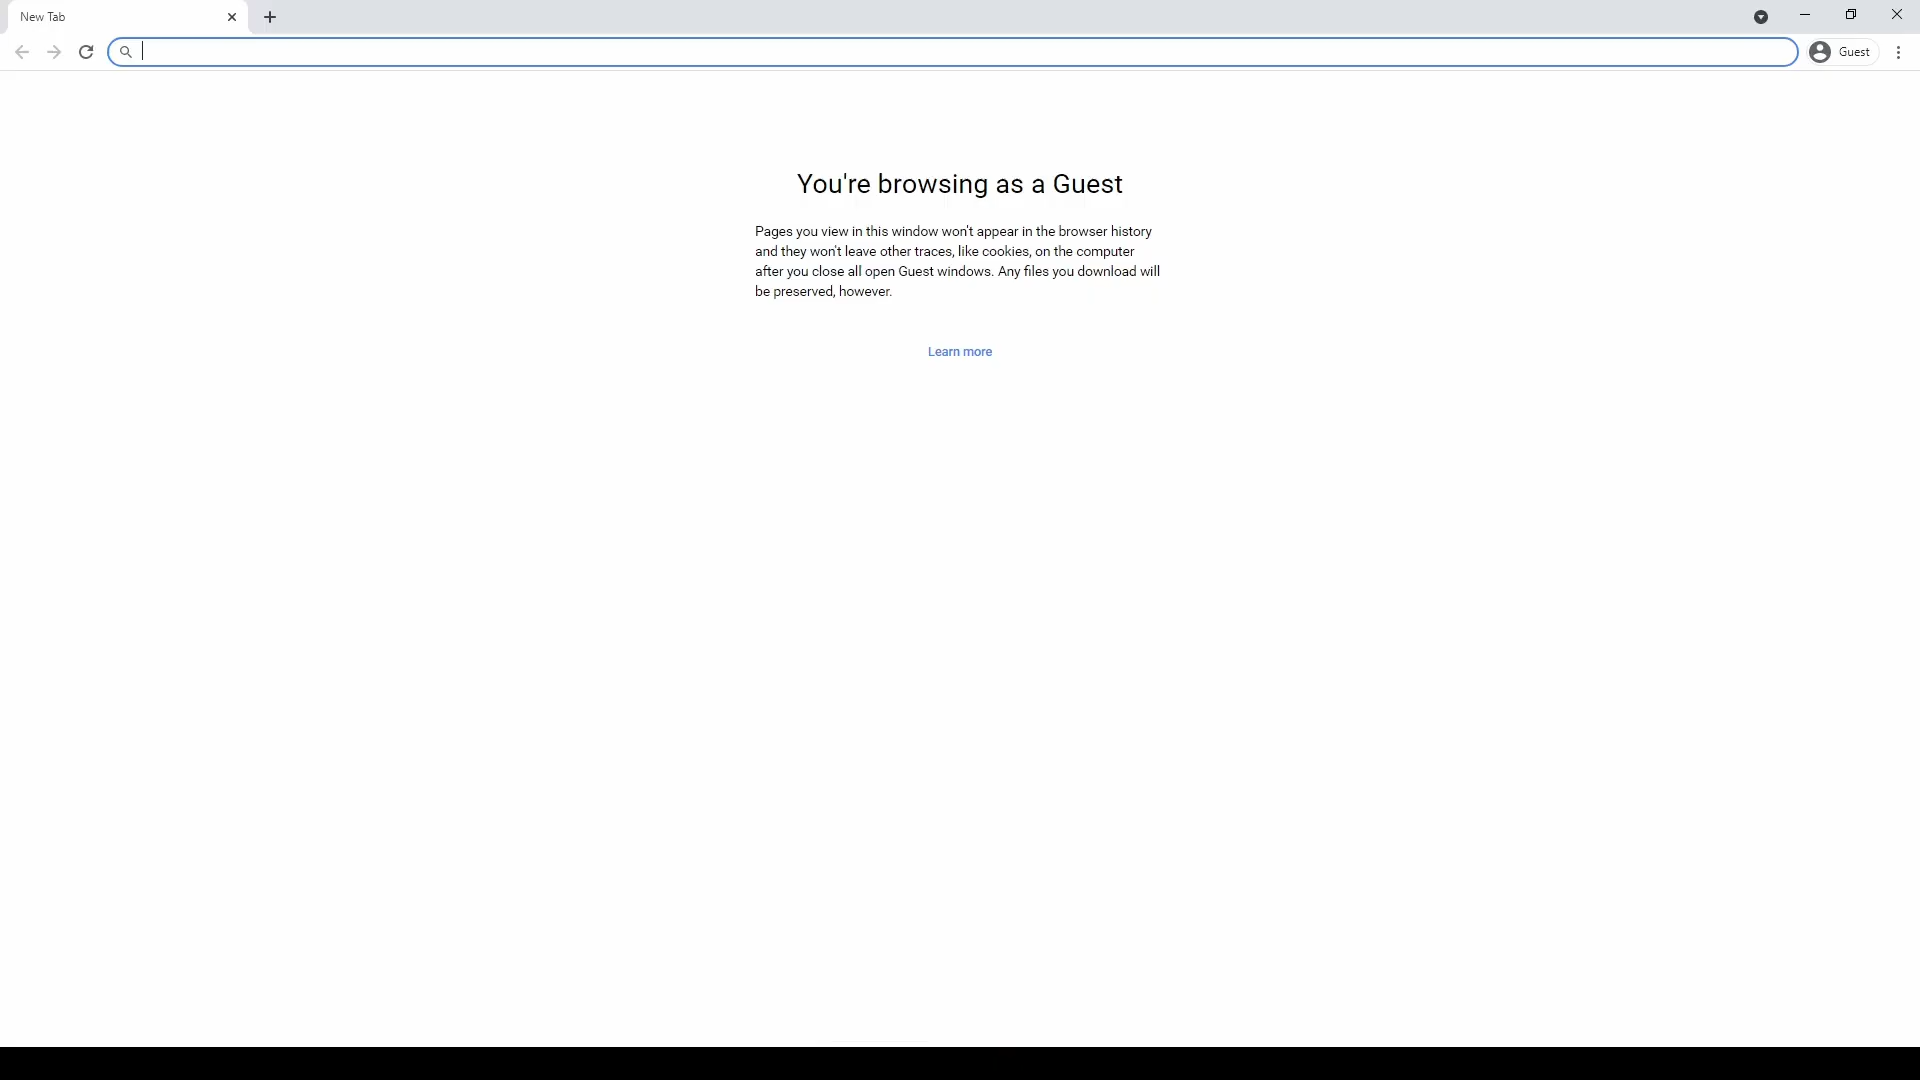 New Tab
Guest
You're browsing as a Guest
Pages you view in this window won't appear in the browser history
and they won't leave other traces, like cookies, on the computer
after you close all open Guest windows. Any files you download will
be preserved, however.
Learn more